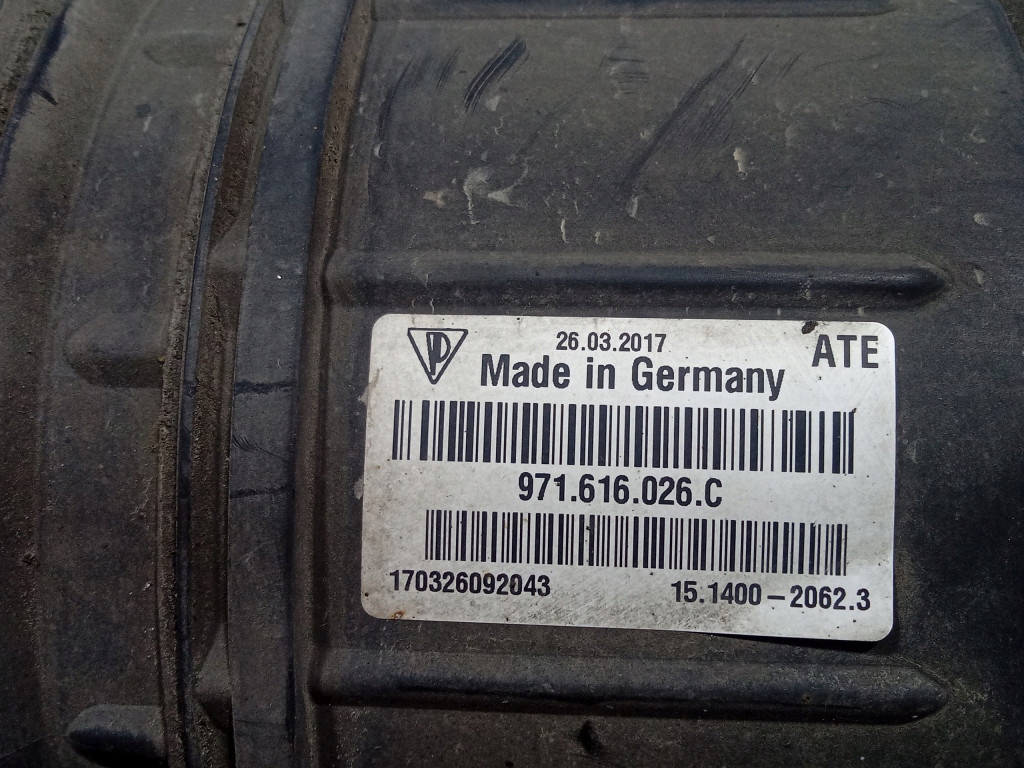 26.03.2017
ATE
Made in Germany
971.616.026.C
170326092043
15.1400-2062.3